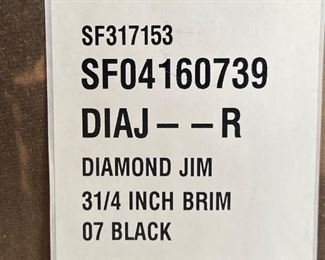 SF317153
SF04160739
DIAJ——R
DIAMOND JIM
31/4 INCH BRIM
07 BLACK